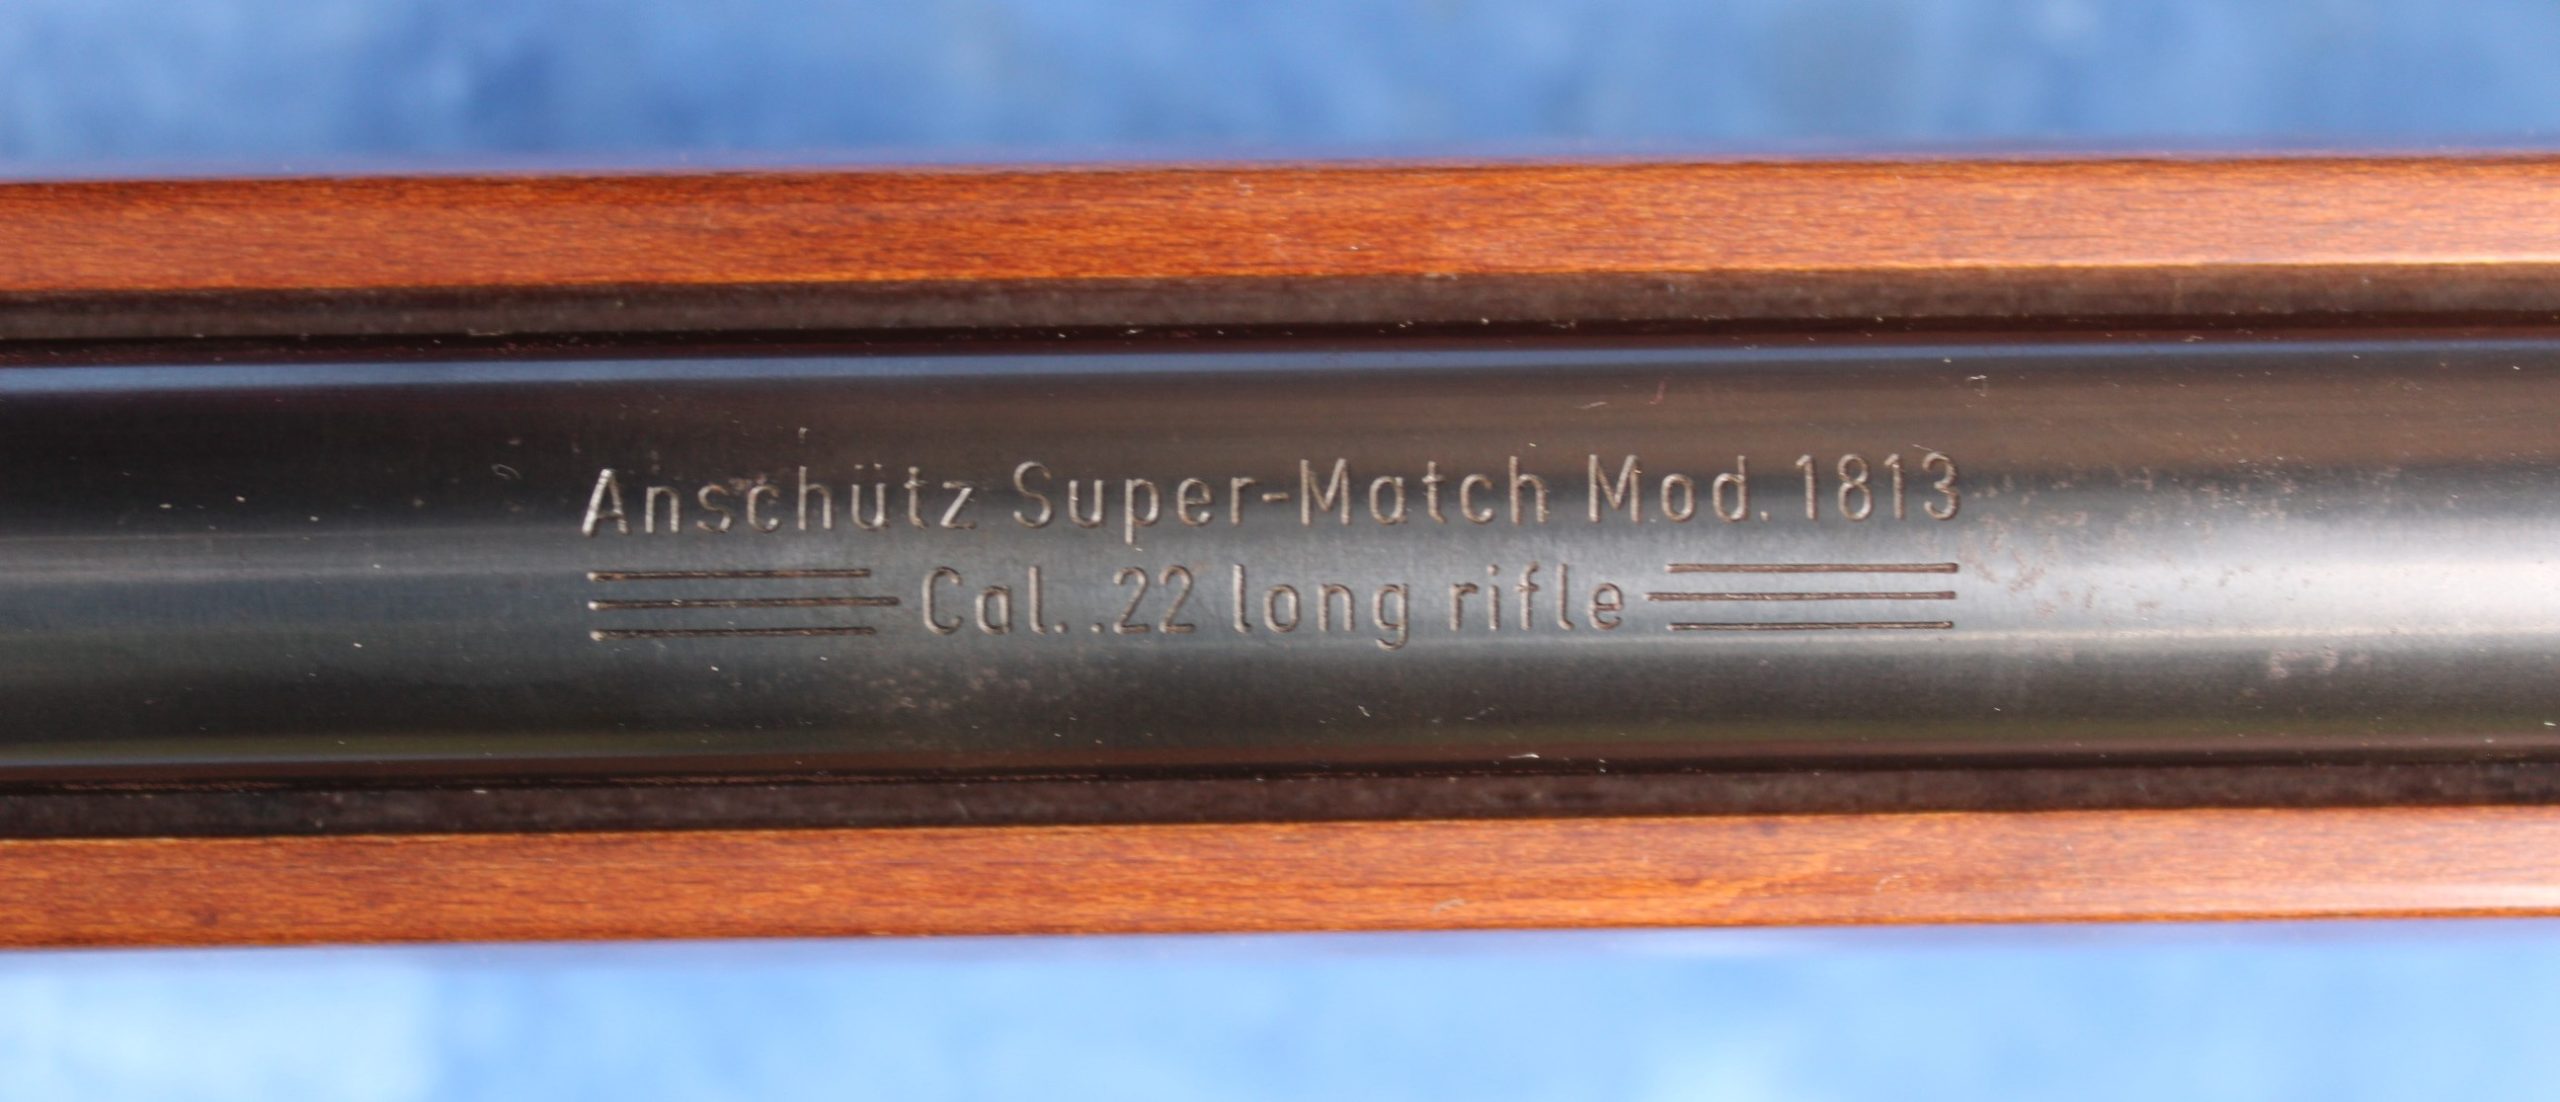 Anschütz Super-Match Mod. 1813
Cal. .22 long rifle